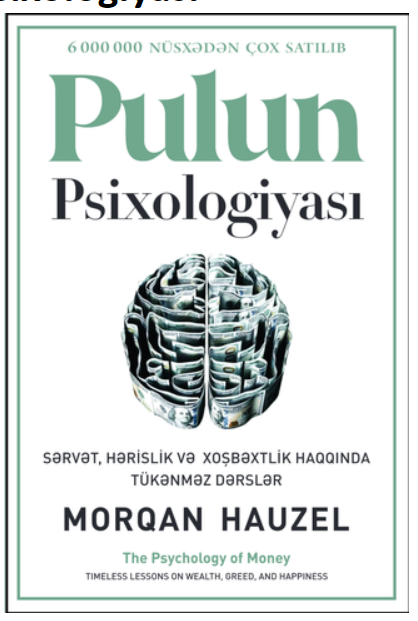 6 000 000 NÜSXƏDƏN ÇOX SATILIB
Pulun
Psixologiyası
SƏRVƏT, HƏRİSLİK VƏ XOŞBƏXTLİK HAQQINDA
TÜKƏNMƏZ DƏRSLƏR
MORQAN HAUZEL
The Psychology of Money
TIMELESS LESSONS ON WEALTH, GREED, AND HAPPINESS